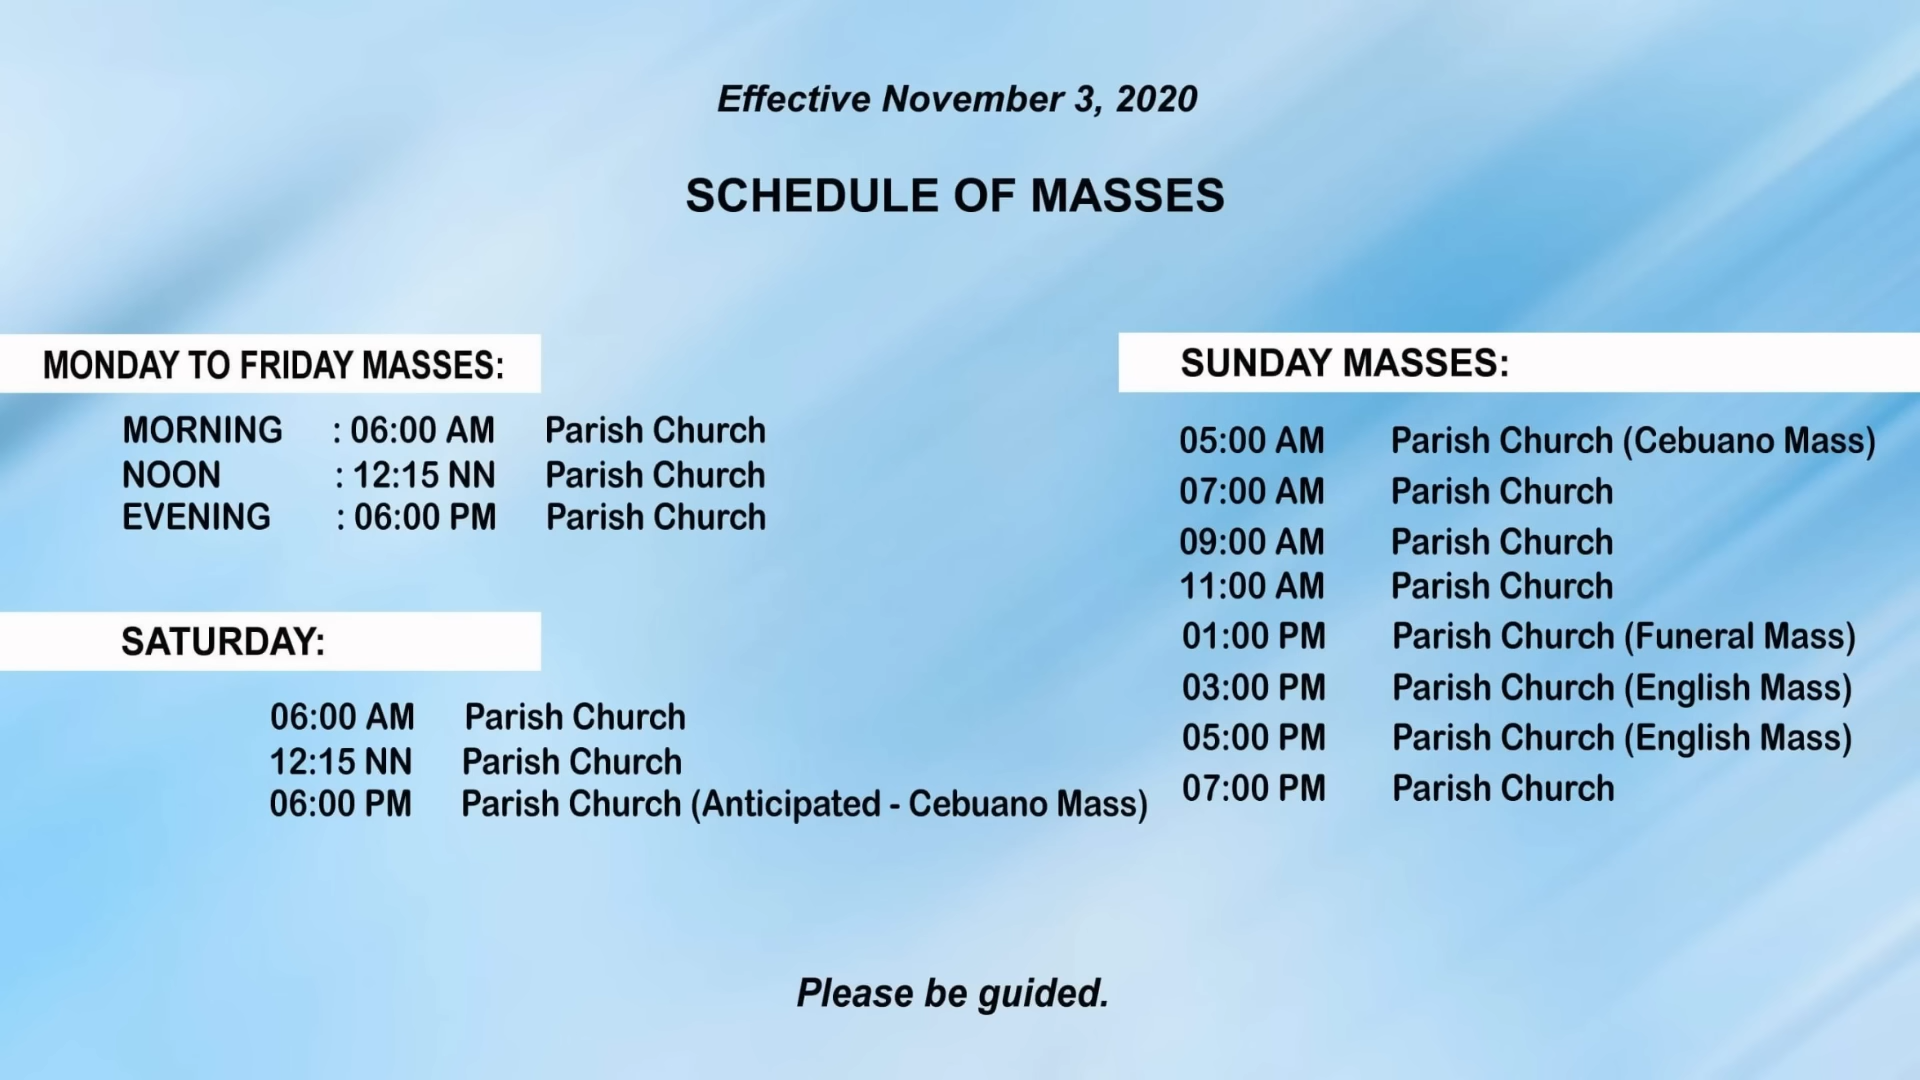 Effective November 3, 2020
SCHEDULE OF MASSES
MONDAY TO FRIDAY MASSES:
MORNING : 06:00 AM Parish Church
NOON : 12:15 NN Parish Church
EVENING : 06:00 PM Parish Church
SATURDAY:
06:00 AM Parish Church
12:15 NN Parish Church
06:00 PM Parish Church (Anticipated - Cebuano Mass)
SUNDAY MASSES:
05:00 AM Parish Church (Cebuano Mass)
07:00 AM Parish Church
09:00 AM Parish Church
11:00 AM Parish Church
01:00 PM Parish Church (Funeral Mass)
03:00 PM Parish Church (English Mass)
05:00 PM Parish Church (English Mass)
07:00 PM Parish Church
Please be guided.